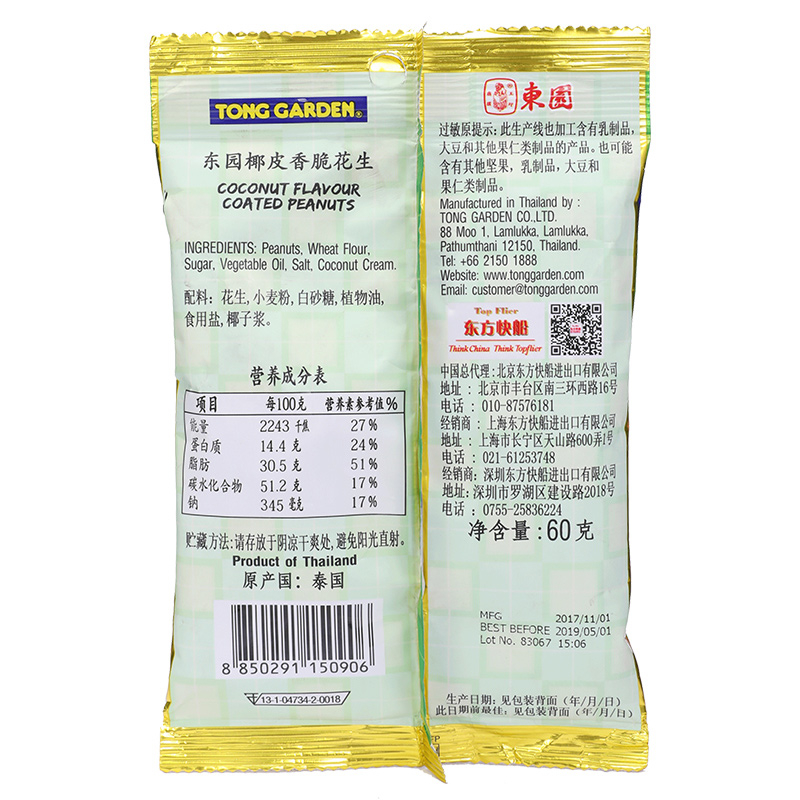 TONG GARDEN®
东园椰皮香脆花生
COCONUT FLAVOUR
COATED PEANUTS
INGREDIENTS: Peanuts, Wheat Flour,
Sugar, Vegetable Oil, Salt, Coconut Cream.
配料: 花生, 小麦粉, 白砂糖, 植物油,
食用盐, 椰子浆。
营养成分表
项目 每100克 营养素参考值%
能量 2243 千焦 27%
蛋白质 14.4 克 24%
脂肪 30.5 克 51%
碳水化合物 51.2 克 17%
钠 345 毫克 17%
贮藏方法:请存放于阴凉干爽处,避免阳光直射。
Product of Thailand
原产国: 泰国
8 850291 150906
13-1-04734-2-0018
東園
过敏原提示: 此生产线也加工含有乳制品,
大豆和其他果仁类制品的产品。也可能
含有其他坚果, 乳制品, 大豆和
果仁类制品。
Manufactured in Thailand by :
TONG GARDEN CO.,LTD.
88 Moo 1, Lamlukka, Lamlukka,
Pathumthani 12150, Thailand.
Tel: +66 2150 1888
Website: www.tonggarden.com
Email: customer@tonggarden.com
Top Flier
东方快船
Think China Think Topflier
中国总代理: 北京东方快船进出口有限公司
地址 : 北京市丰台区南三环西路16号
电话 : 010-87576181
经销商 : 上海东方快船进出口有限公司
地址 : 上海市长宁区天山路600弄1号
电话 : 021-61253748
经销商: 深圳东方快船进出口有限公司
地址: 深圳市罗湖区建设路2018号
电话 : 0755-25836224
净含量: 60克
MFG 2017/11/01
BEST BEFORE 2019/05/01
Lot No. 83067 15:06
生产日期: 见包装背面 (年/月/日)
此日期前最佳: 见包装背面 (年/月/日)